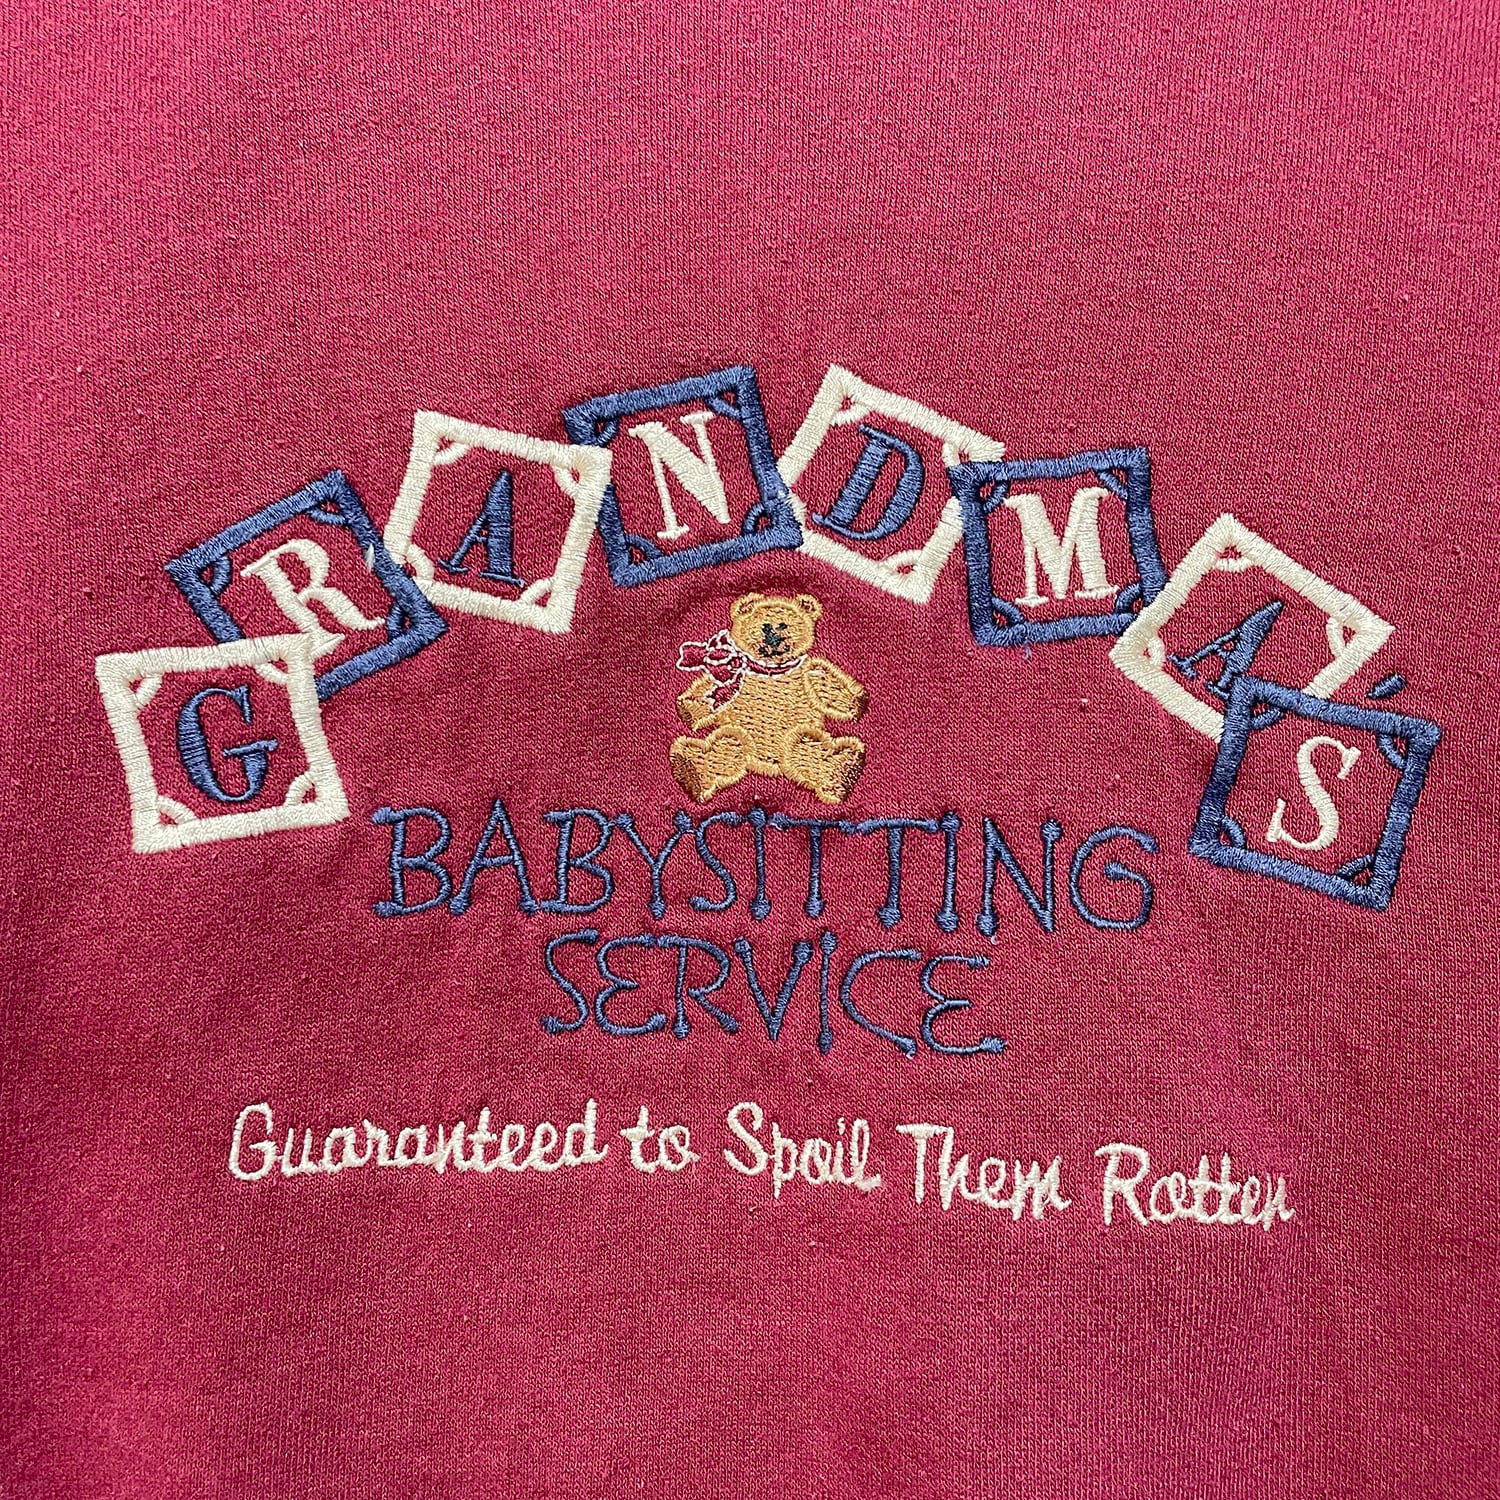 GRANDMA'S
BABYSITTING
SERVICE
Guaranteed to Spoil Them Rotten